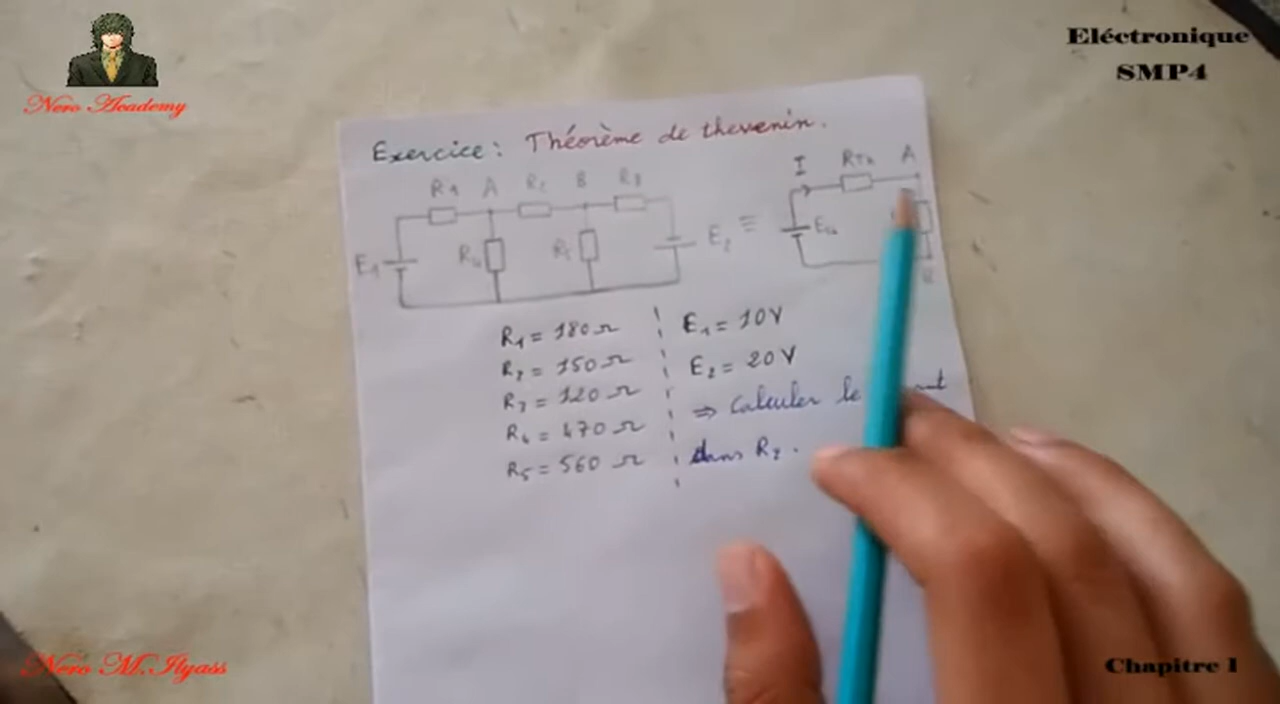 Nero Academy
Eléctronique
SMP4
Exercice : Théorème de thevenin.
R1 A R2 B R3
I RTh A
E1 R4 R5 E2 ≡ Eth
B
R1 = 180 Ω
E1 = 10V
R2 = 150 Ω
E2 = 20V
R3 = 120 Ω
⇒ Calculer le
R4 = 470 Ω
dans R2.
R5 = 560 Ω
Nero M.Ilyass
Chapitre I